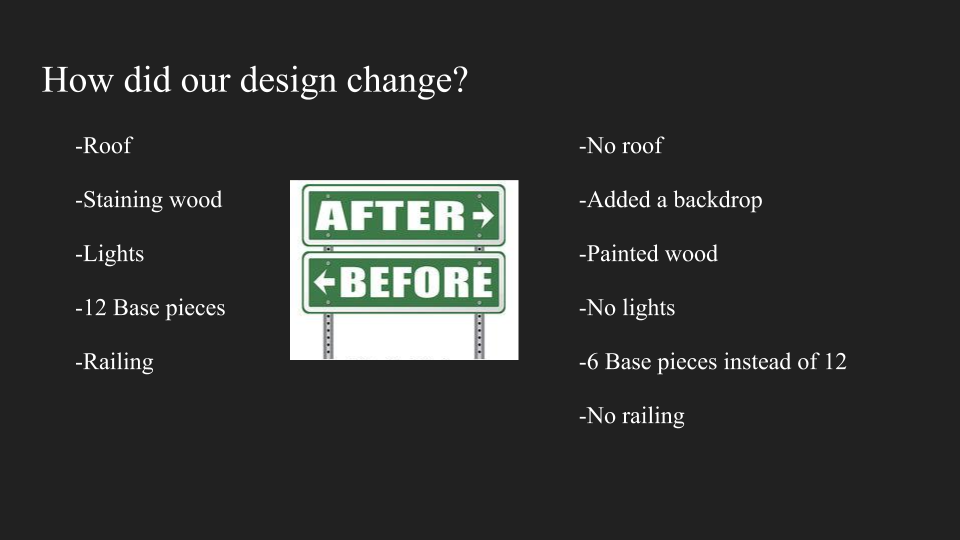 How did our design change?
-Roof
-Staining wood
-Lights
-12 Base pieces
-Railing
AFTER→
←BEFORE
-No roof
-Added a backdrop
-Painted wood
-No lights
-6 Base pieces instead of 12
-No railing